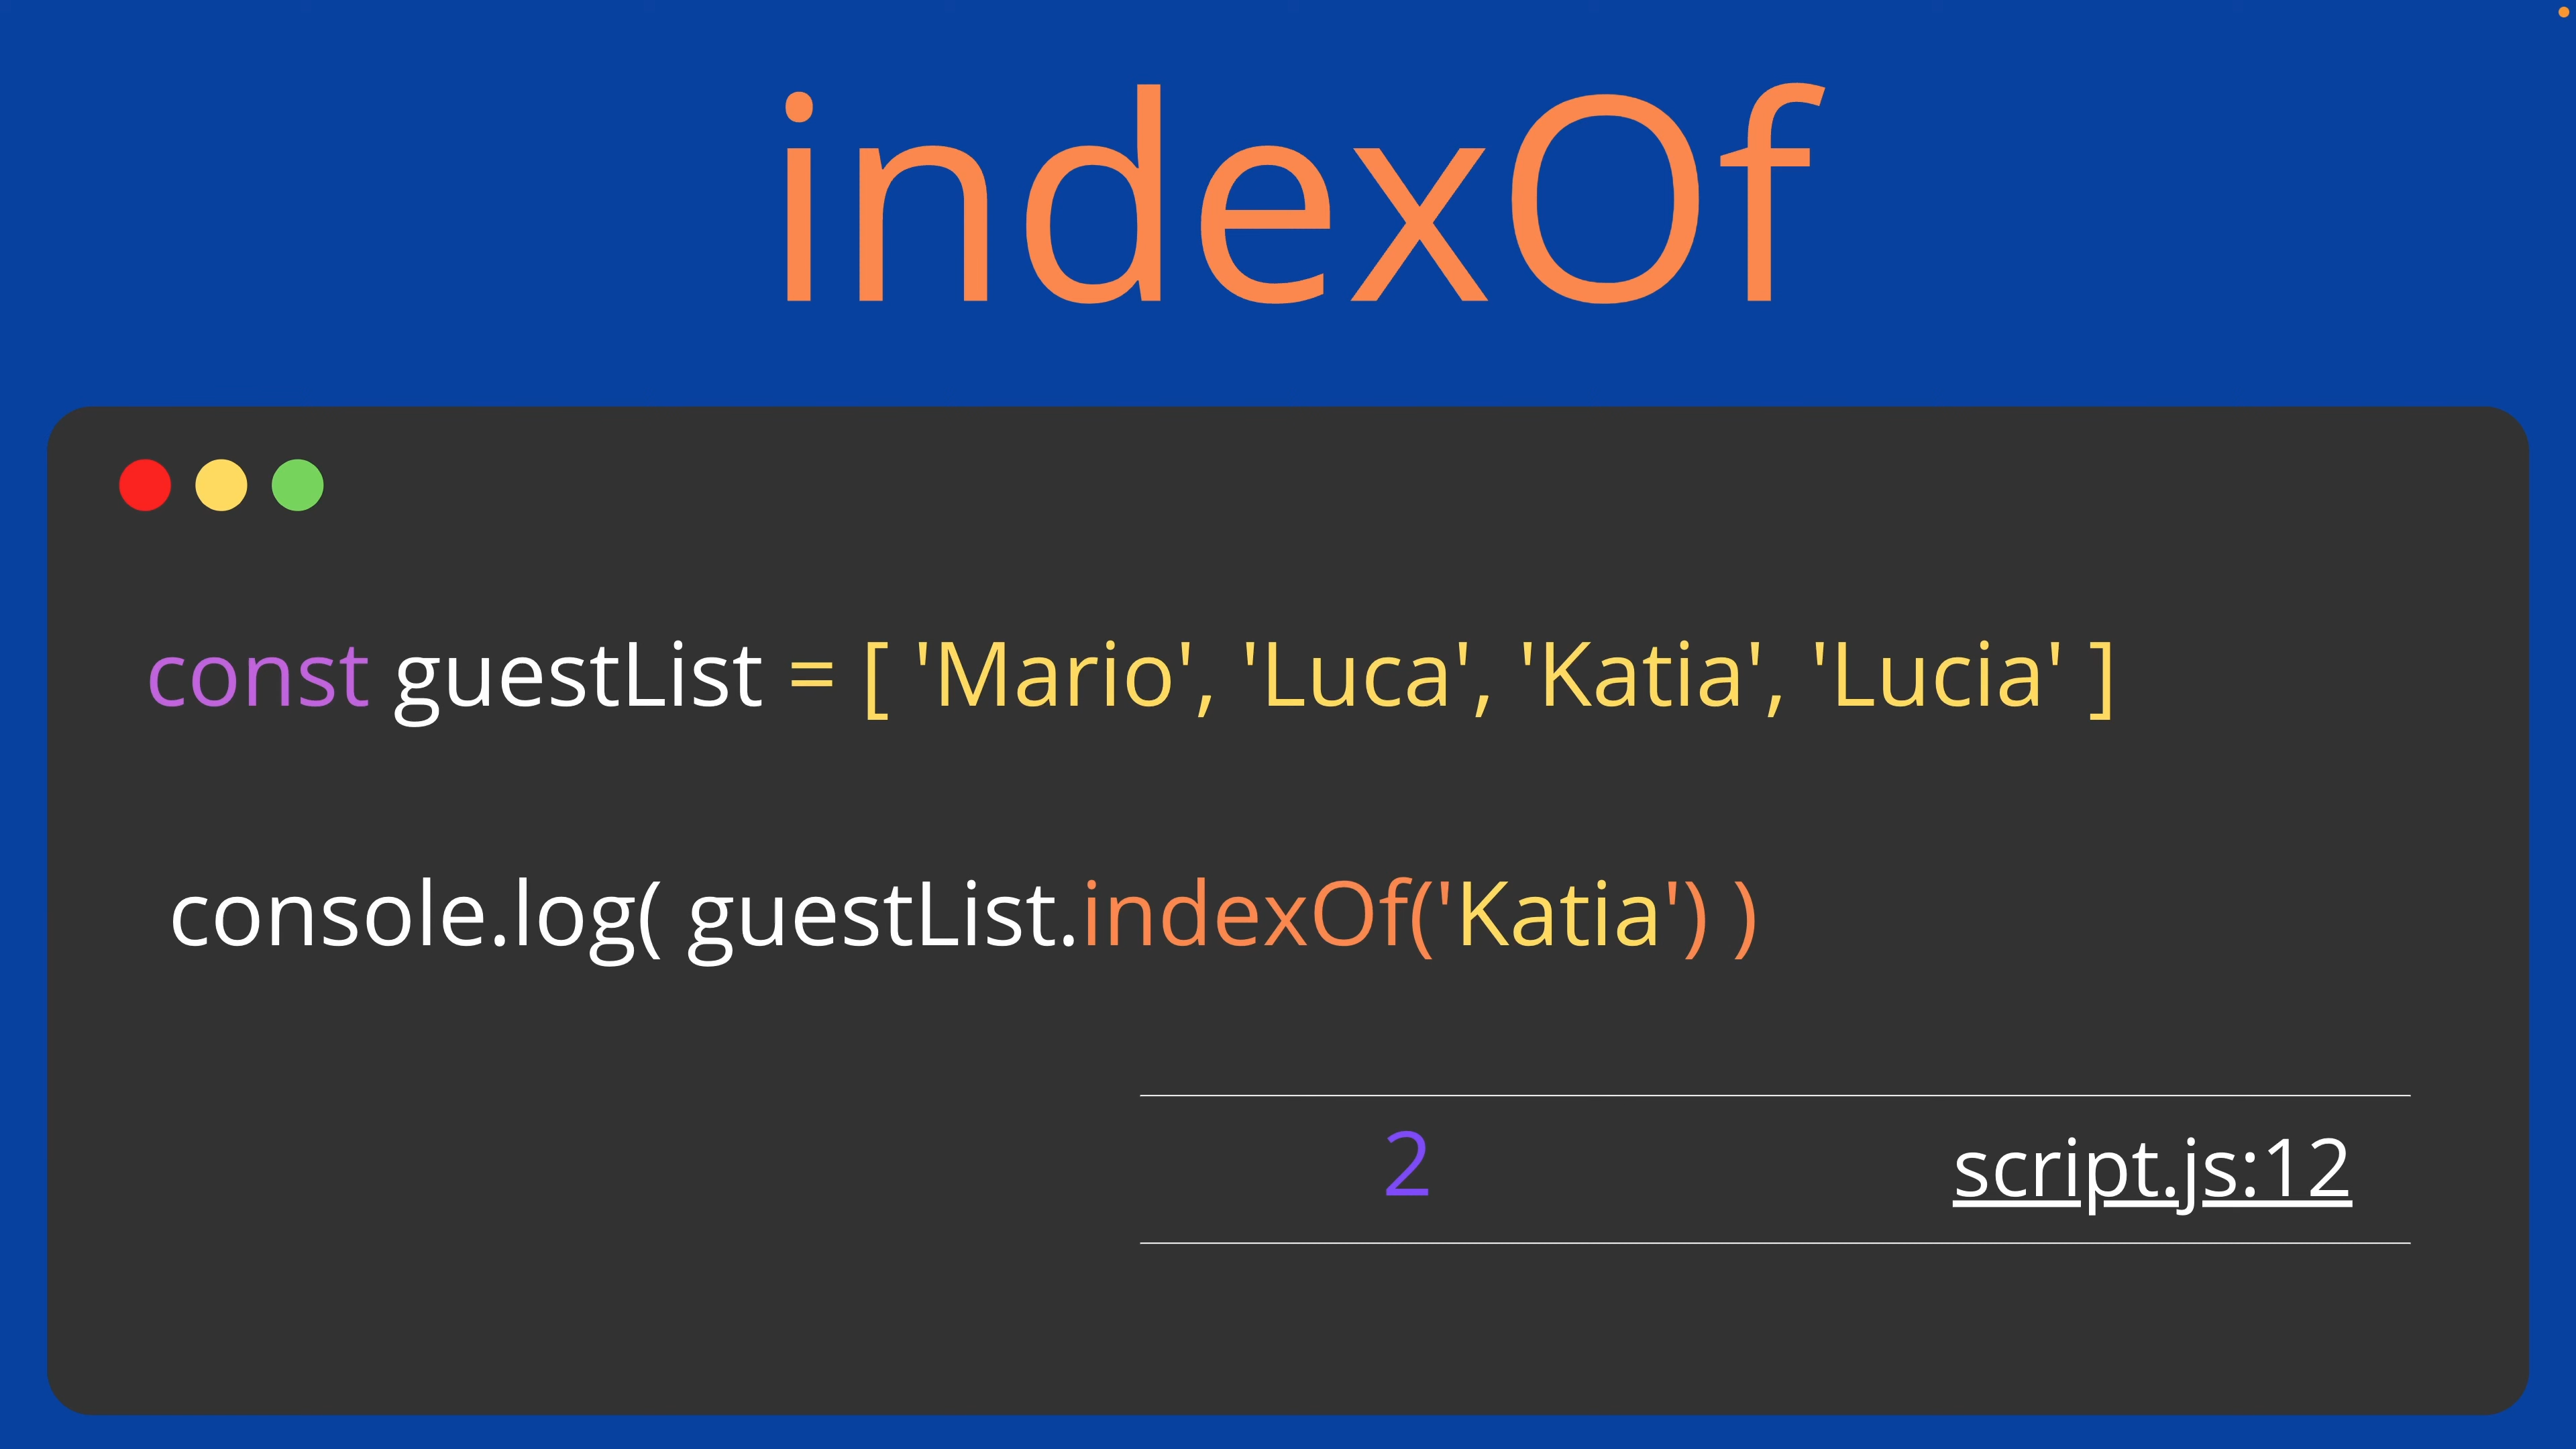 indexOf
const guestList = [ 'Mario', 'Luca', 'Katia', 'Lucia' ]
console.log( guestList.indexOf('Katia') )
2 script.js:12